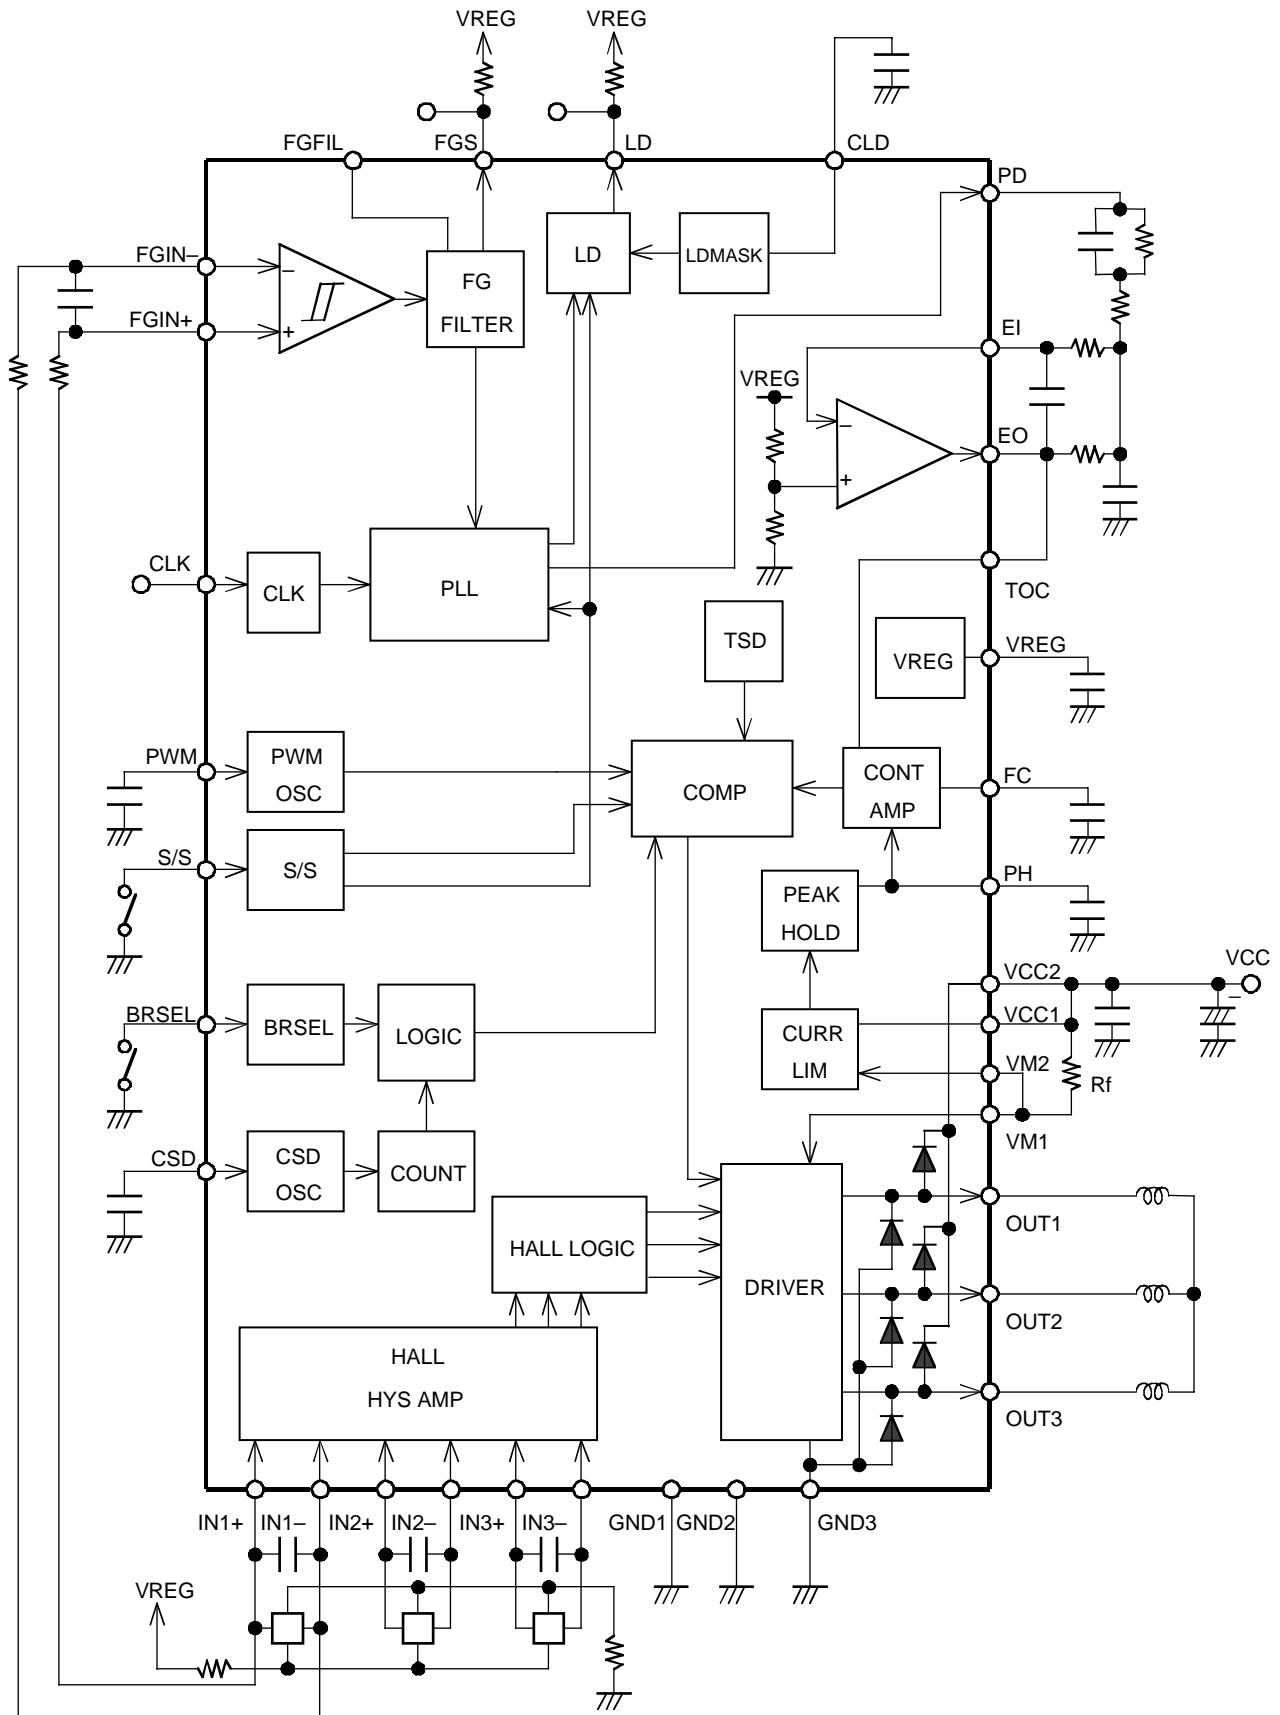 VREG VREG
FGFIL FGS LD CLD
PD
FGIN–
LD LDMASK
FG
FILTER
–
+
FGIN+
EI
VREG
–
EO
+
CLK
CLK PLL
TOC
TSD
VREG VREG
PWM PWM
OSC
COMP
CONT
AMP
FC
S/S S/S
PEAK
HOLD
PH
VCC2 VCC
–
BRSEL BRSEL LOGIC
CURR
LIM
VCC1
VM2
Rf
VM1
CSD CSD
OSC
COUNT
OUT1
HALL LOGIC
DRIVER
OUT2
HALL
HYS AMP
OUT3
IN1+ IN1– IN2+ IN2– IN3+ IN3– GND1 GND2 GND3
VREG